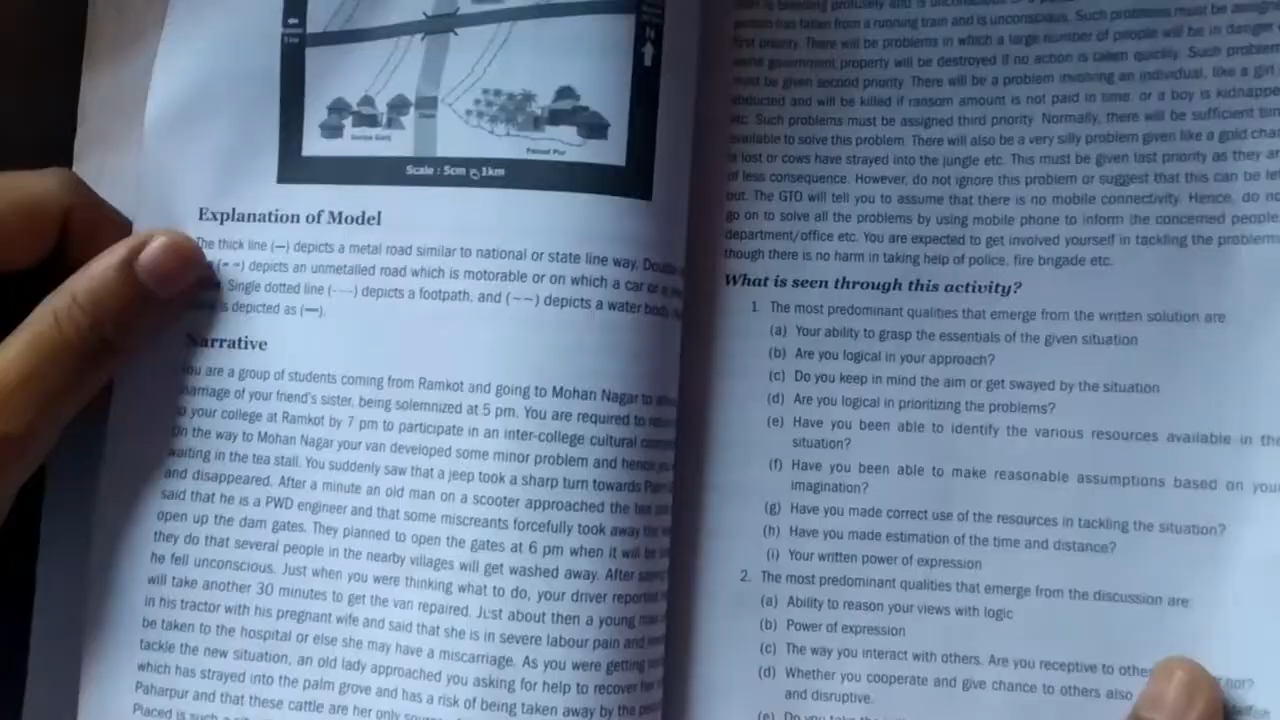 Scale : 5cm 1km
Explanation of Model
The thick line (—) depicts a metal road similar to national or state line way.
(= =) depicts an unmetalled road which is motorable or on which a car or
Single dotted line (----) depicts a footpath, and (~~) depicts a water body
is depicted as (—).
Narrative
You are a group of students coming from Ramkot and going to Mohan Nagar to
marriage of your friend's sister, being solemnized at 5 pm. You are required to
to your college at Ramkot by 7 pm to participate in an inter-college cultural
On the way to Mohan Nagar your van developed some minor problem and hence
waiting in the tea stall. You suddenly saw that a jeep took a sharp turn towards
and disappeared. After a minute an old man on a scooter approached the tea
said that he is a PWD engineer and that some miscreants forcefully took away the
open up the dam gates. They planned to open the gates at 6 pm when it will be
they do that several people in the nearby villages will get washed away. After
he fell unconscious. Just when you were thinking what to do, your driver reported
will take another 30 minutes to get the van repaired. Just about then a young
in his tractor with his pregnant wife and said that she is in severe labour pain and
be taken to the hospital or else she may have a miscarriage. As you were getting
tackle the new situation, an old lady approached you asking for help to recover her
which has strayed into the palm grove and has a risk of being taken away by the
Paharpur and that these cattle are her only
Placed is such a
is bleeding profusely and is unconscious
person has fallen from a running train and is unconscious. Such problems must be
first priority. There will be problems in which a large number of people will be in danger
some government property will be destroyed if no action is taken quickly. Such problem
must be given second priority. There will be a problem involving an individual, like a girl
abducted and will be killed if ransom amount is not paid in time, or a boy is kidnappe
etc. Such problems must be assigned third priority. Normally, there will be sufficient tim
available to solve this problem. There will also be a very silly problem given like a gold chai
is lost or cows have strayed into the jungle etc. This must be given last priority as they ar
of less consequence. However, do not ignore this problem or suggest that this can be lef
out. The GTO will tell you to assume that there is no mobile connectivity. Hence, do no
go on to solve all the problems by using mobile phone to inform the concerned people
department/office etc. You are expected to get involved yourself in tackling the problems
though there is no harm in taking help of police, fire brigade etc.
What is seen through this activity?
1. The most predominant qualities that emerge from the written solution are
(a) Your ability to grasp the essentials of the given situation
(b) Are you logical in your approach?
(c) Do you keep in mind the aim or get swayed by the situation
(d) Are you logical in prioritizing the problems?
(e) Have you been able to identify the various resources available in the
situation?
(f) Have you been able to make reasonable assumptions based on your
imagination?
(g) Have you made correct use of the resources in tackling the situation?
(h) Have you made estimation of the time and distance?
(i) Your written power of expression
2. The most predominant qualities that emerge from the discussion are
(a) Ability to reason your views with logic
(b) Power of expression
(c) The way you interact with others. Are you receptive to other not?
(d) Whether you cooperate and give chance to others also
and disruptive.
(e) Do you take